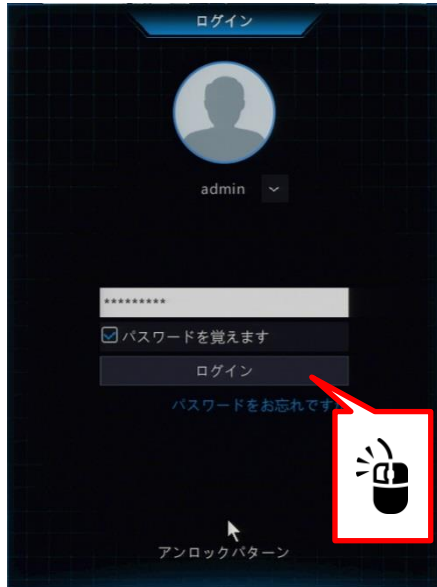 ログイン
admin
*********
パスワードを覚えます
ログイン
パスワードをお忘れです
アンロックパターン